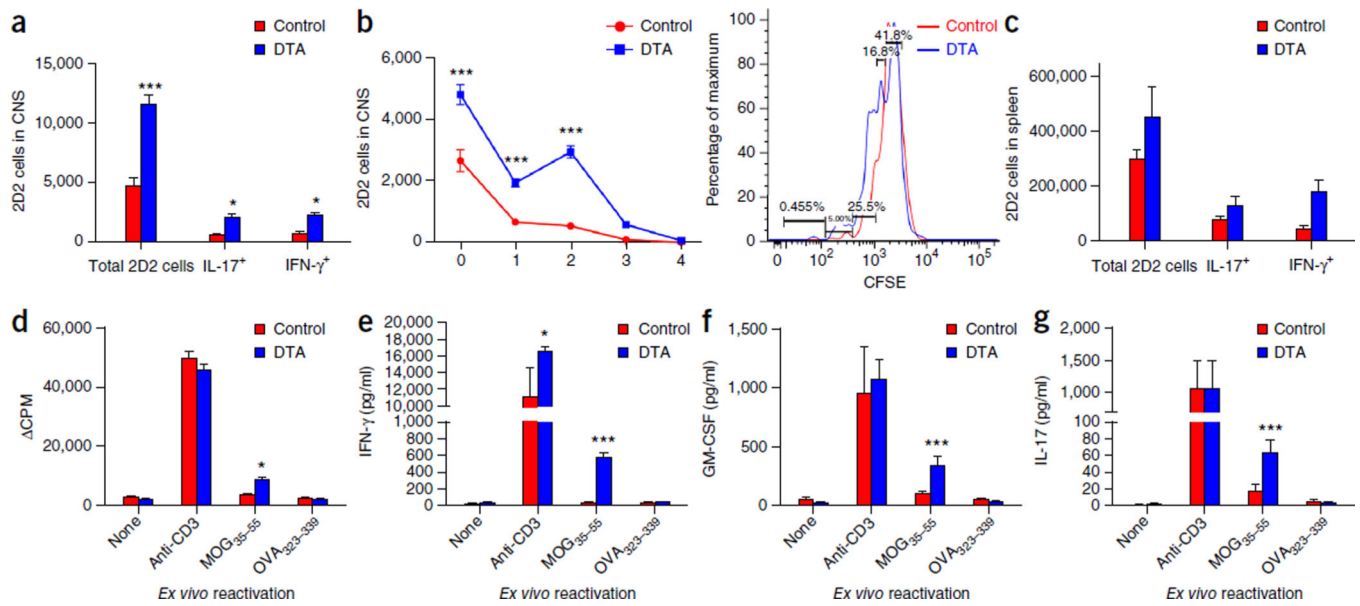 a
Control
DTA
15,000
10,000
5,000
0
2D2 cells in CNS
***
*
*
Total 2D2 cells
IL-17+
IFN-γ+
b
Control
DTA
6,000
4,000
2,000
0
2D2 cells in CNS
***
***
***
0 1 2 3 4
100
80
60
40
20
0
Percentage of maximum
Control
DTA
41.8%
16.8%
25.5%
5.00%
0.455%
0 10² 10³ 10⁴ 10⁵
CFSE
c
Control
DTA
600,000
400,000
200,000
0
2D2 cells in spleen
Total 2D2 cells
IL-17+
IFN-γ+
d
Control
DTA
60,000
40,000
20,000
0
ΔCPM
*
None
Anti-CD3
MOG35–55
OVA323–339
Ex vivo reactivation
e
Control
DTA
20,000
18,000
16,000
14,000
12,000
10,000
1,000
800
600
400
200
0
IFN-γ (pg/ml)
*
***
None
Anti-CD3
MOG35–55
OVA323–339
Ex vivo reactivation
f
Control
DTA
1,500
1,000
500
0
GM-CSF (pg/ml)
***
None
Anti-CD3
MOG35–55
OVA323–339
Ex vivo reactivation
g
Control
DTA
2,000
1,500
1,000
500
100
80
60
40
20
0
IL-17 (pg/ml)
***
None
Anti-CD3
MOG35–55
OVA323–339
Ex vivo reactivation